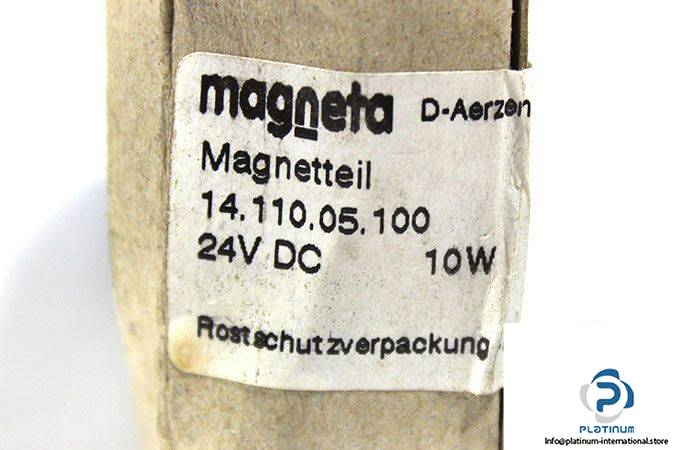 magneta D-Aerzen
Magnetteil
14.110.05.100
24V DC 10W
Rostschutzverpackung
PLATINUM
Info@platinum-international.store